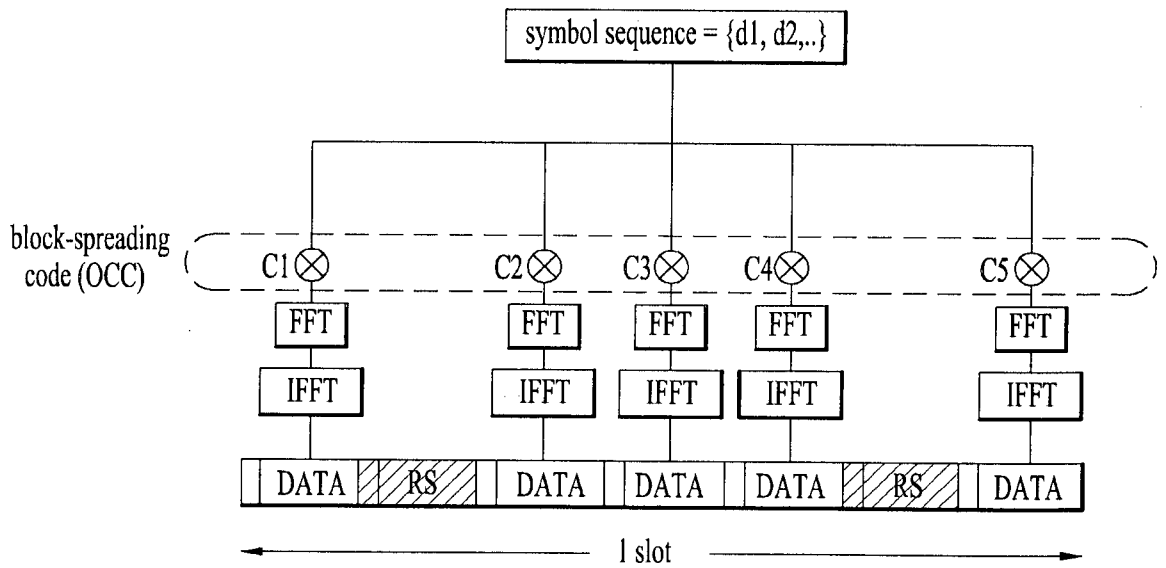 symbol sequence = {d1, d2,..}
block-spreading
code (OCC)
C1 C2 C3 C4 C5
FFT FFT FFT FFT FFT
IFFT IFFT IFFT IFFT IFFT
DATA RS DATA DATA DATA RS DATA
1 slot